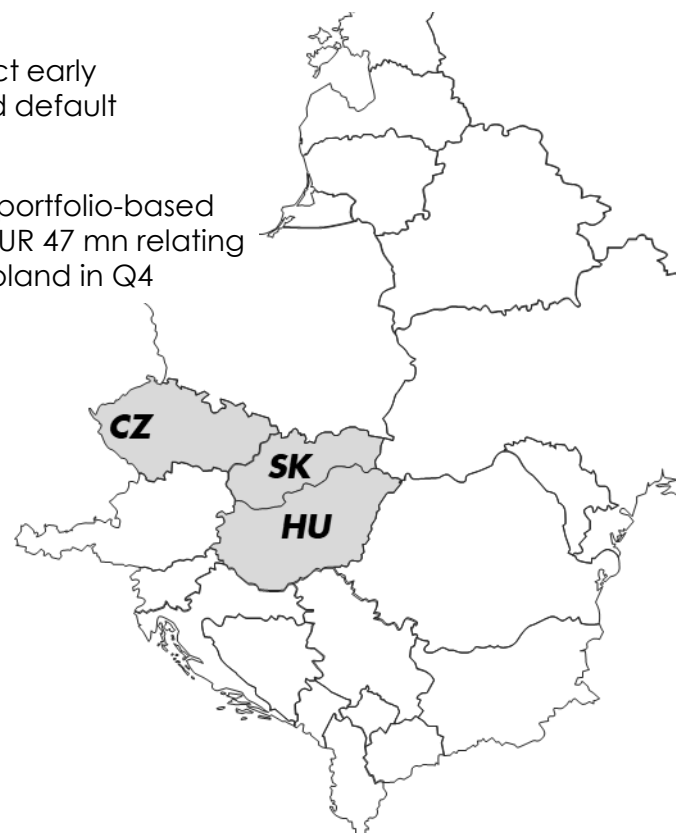 ct early
d default
portfolio-based
UR 47 mn relating
oland in Q4
CZ
SK
HU